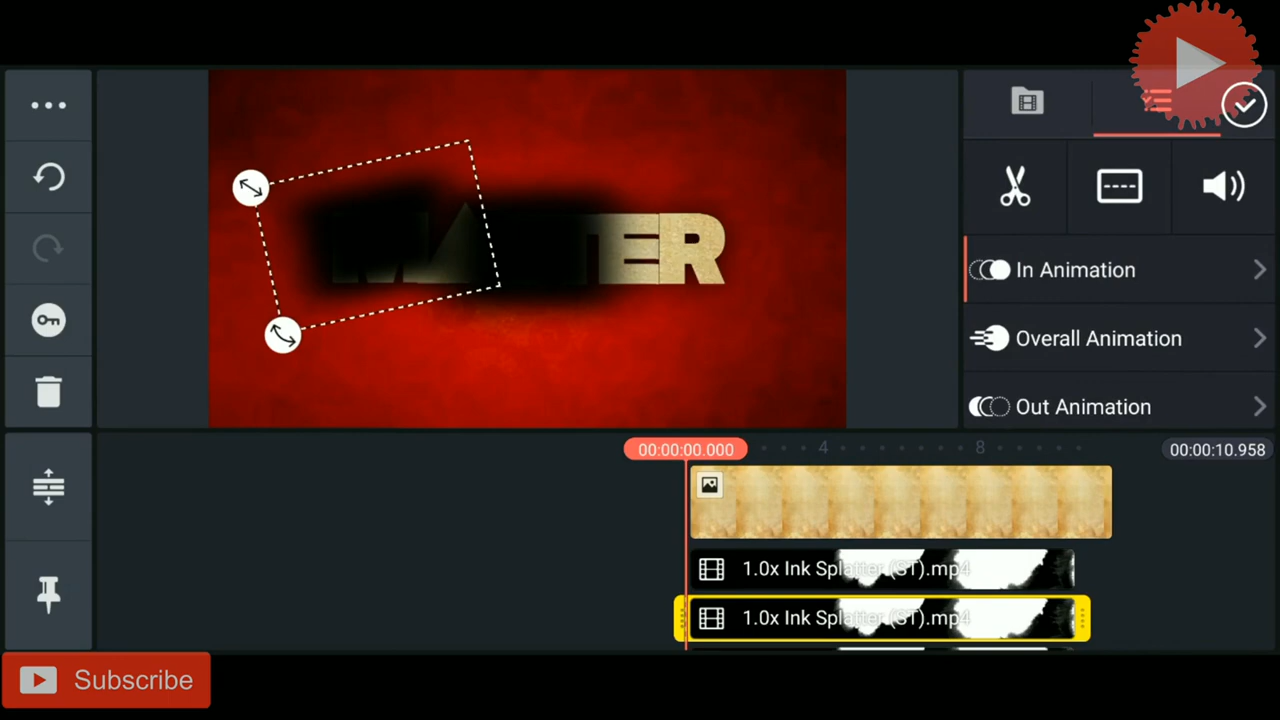 MATTER
In Animation
Overall Animation
Out Animation
00:00:00.000
4
8
00:00:10.958
1.0x Ink Splatter (ST).mp4
1.0x Ink Splatter (ST).mp4
Subscribe